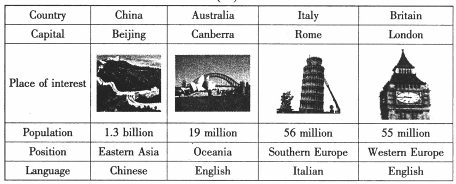 Country China Australia Italy Britain
Capital Beijing Canberra Rome London
Place of interest
Population 1.3 billion 19 million 56 million 55 million
Position Eastern Asia Oceania Southern Europe Western Europe
Language Chinese English Italian English